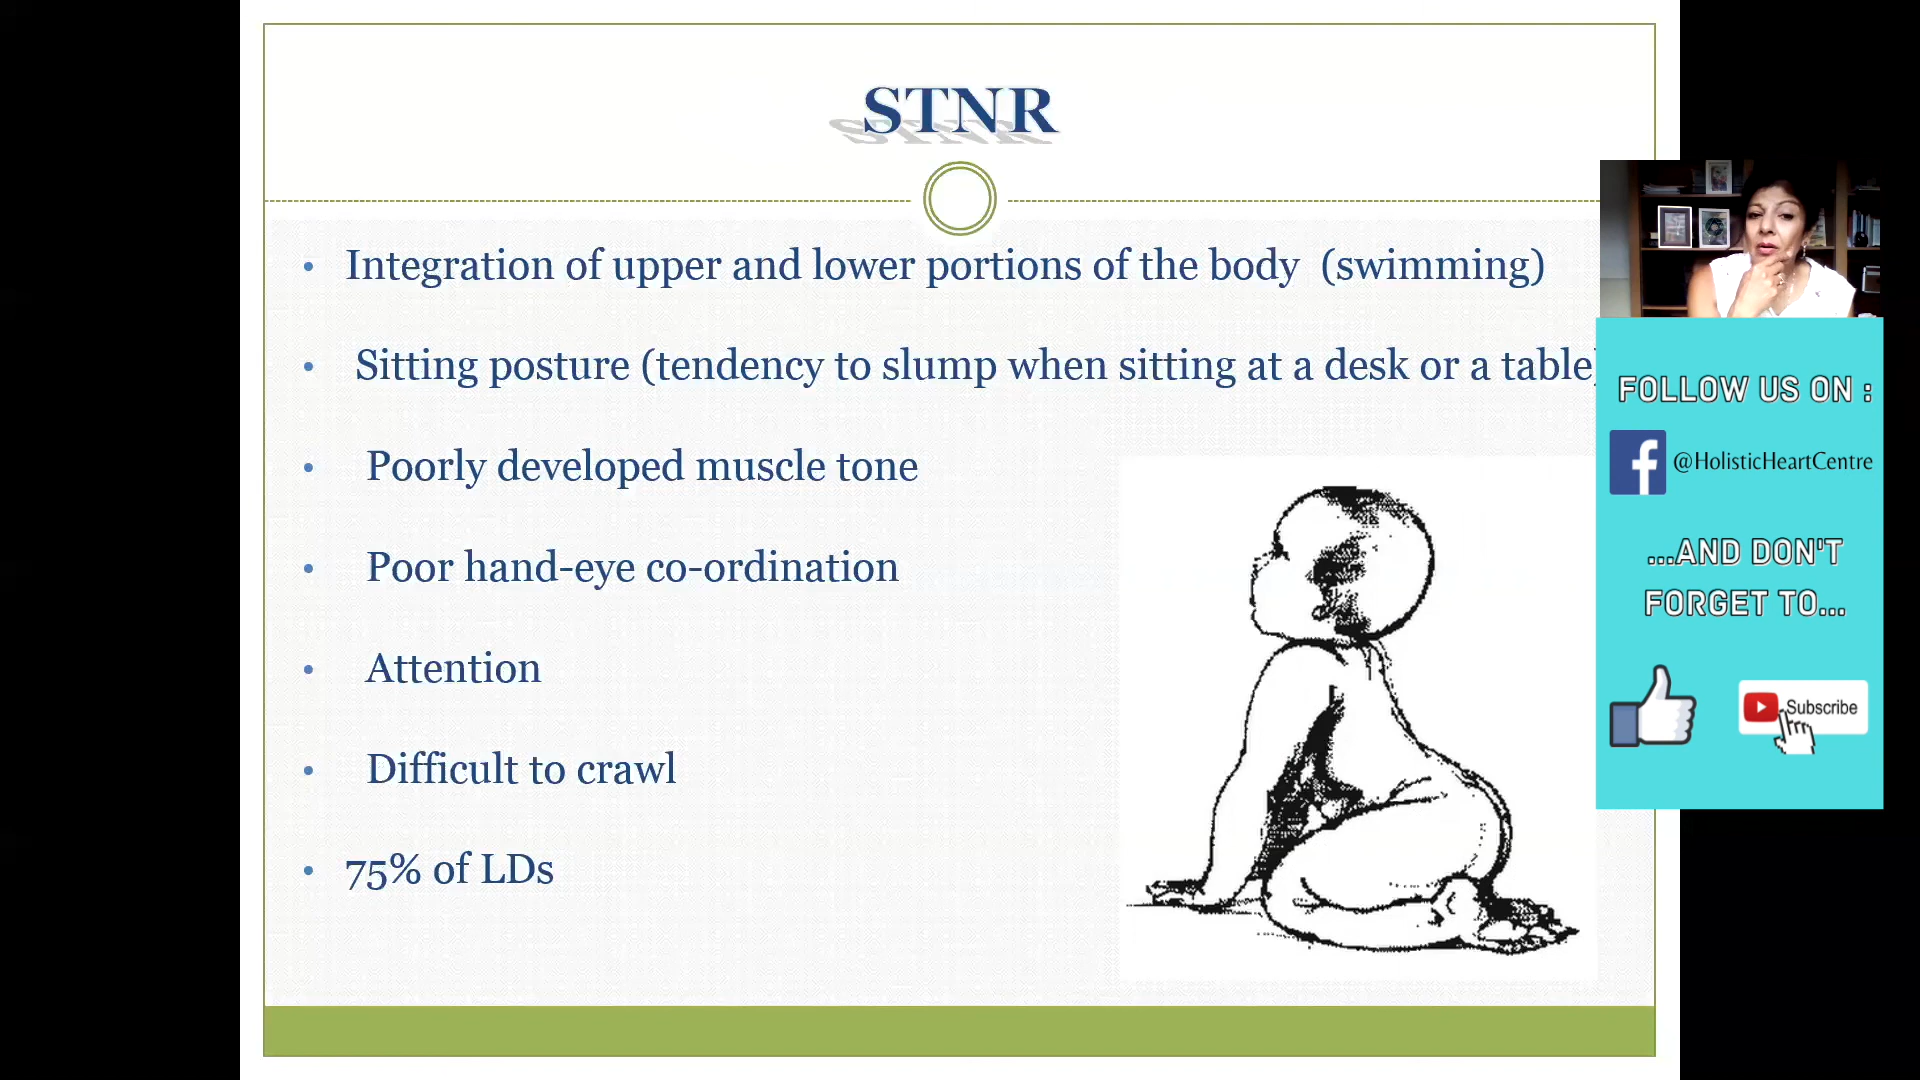 STNR
• Integration of upper and lower portions of the body (swimming)
• Sitting posture (tendency to slump when sitting at a desk or a table)
• Poorly developed muscle tone
• Poor hand-eye co-ordination
• Attention
• Difficult to crawl
• 75% of LDs
FOLLOW US ON :
@HolisticHeartCentre
...AND DON'T
FORGET TO...
Subscribe